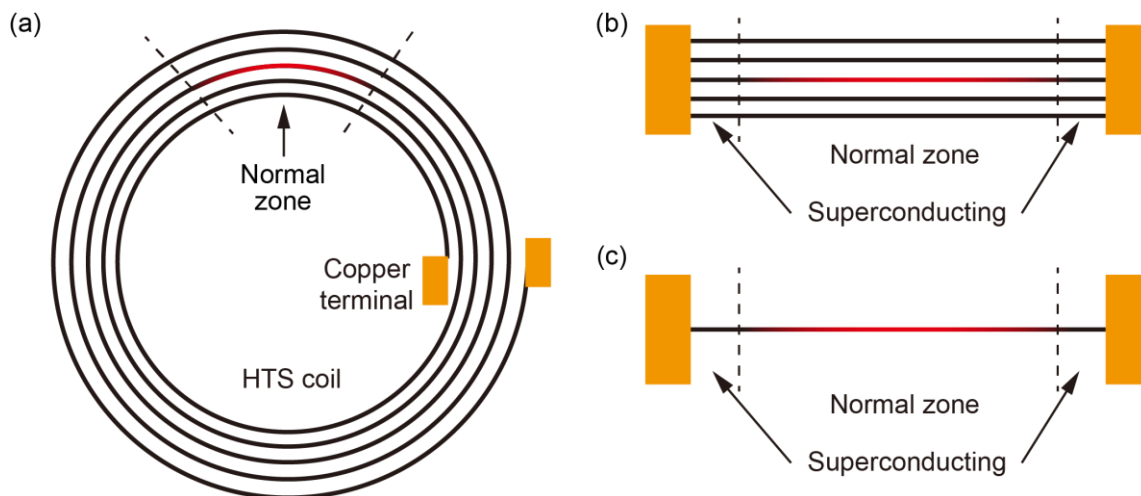 (a)
Normal
zone
Copper
terminal
HTS coil
(b)
Normal zone
Superconducting
(c)
Normal zone
Superconducting